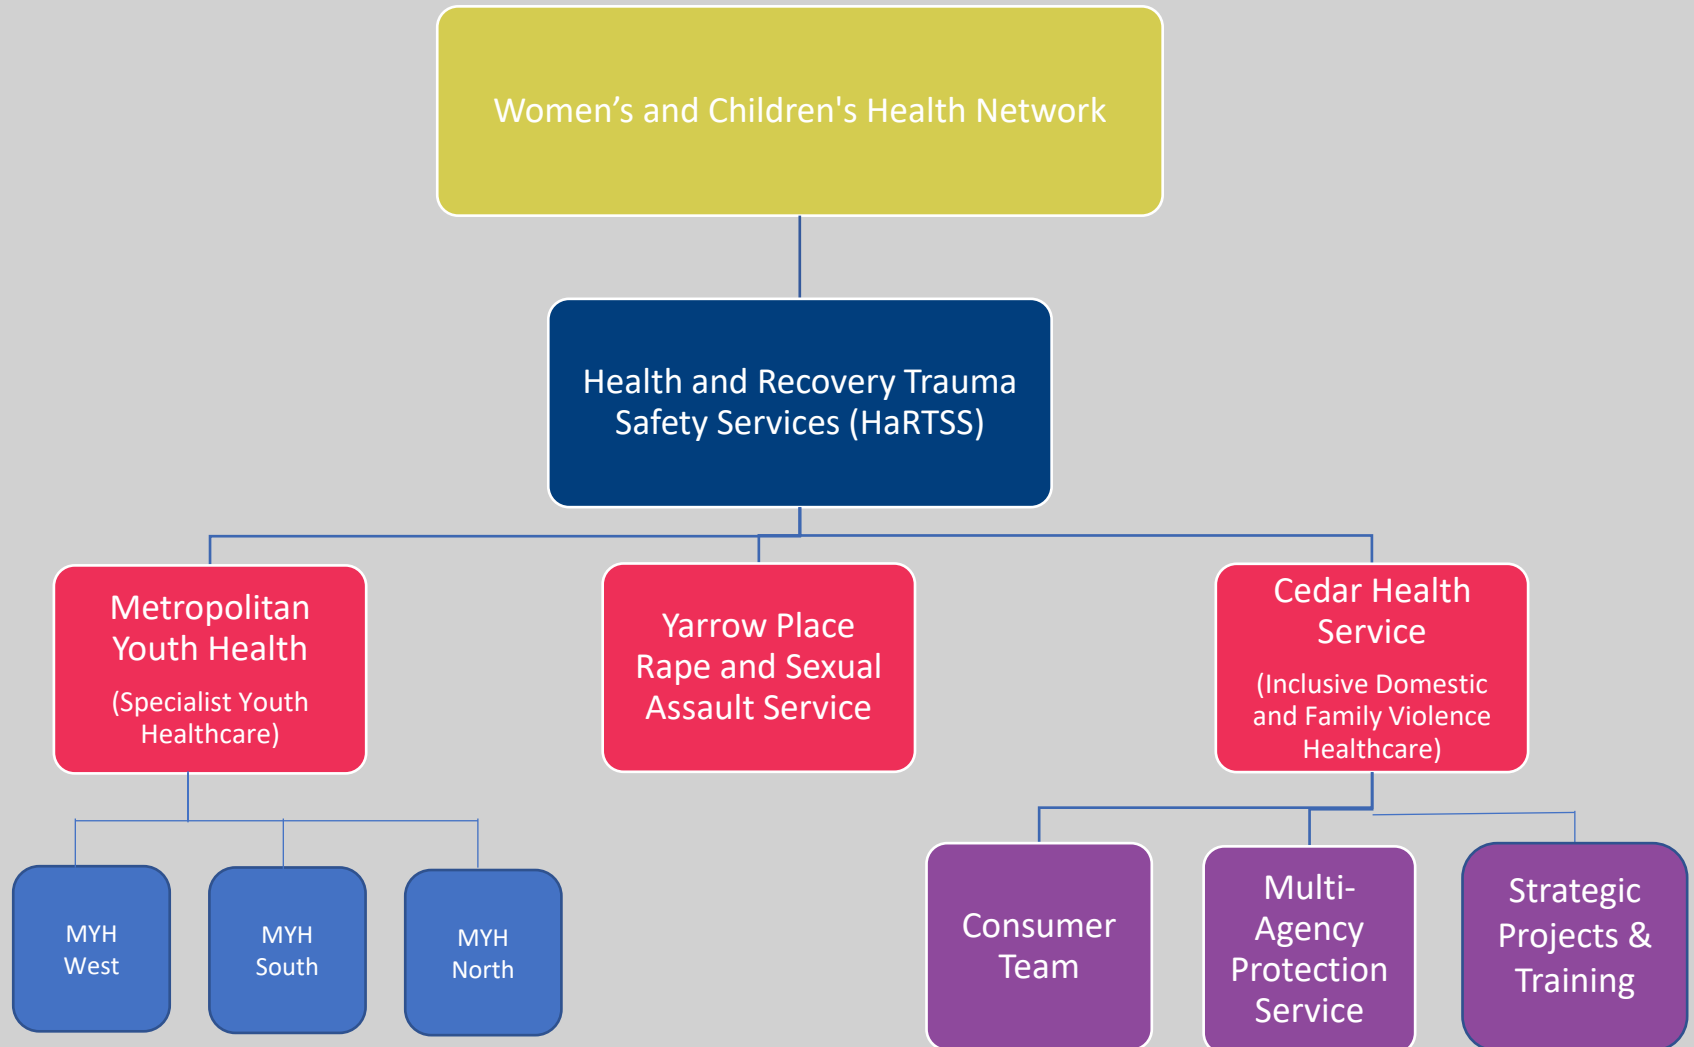 Women’s and Children's Health Network
Health and Recovery Trauma
Safety Services (HaRTSS)
Metropolitan
Youth Health
(Specialist Youth
Healthcare)
Yarrow Place
Rape and Sexual
Assault Service
Cedar Health
Service
(Inclusive Domestic
and Family Violence
Healthcare)
MYH
West
MYH
South
MYH
North
Consumer
Team
Multi-
Agency
Protection
Service
Strategic
Projects &
Training